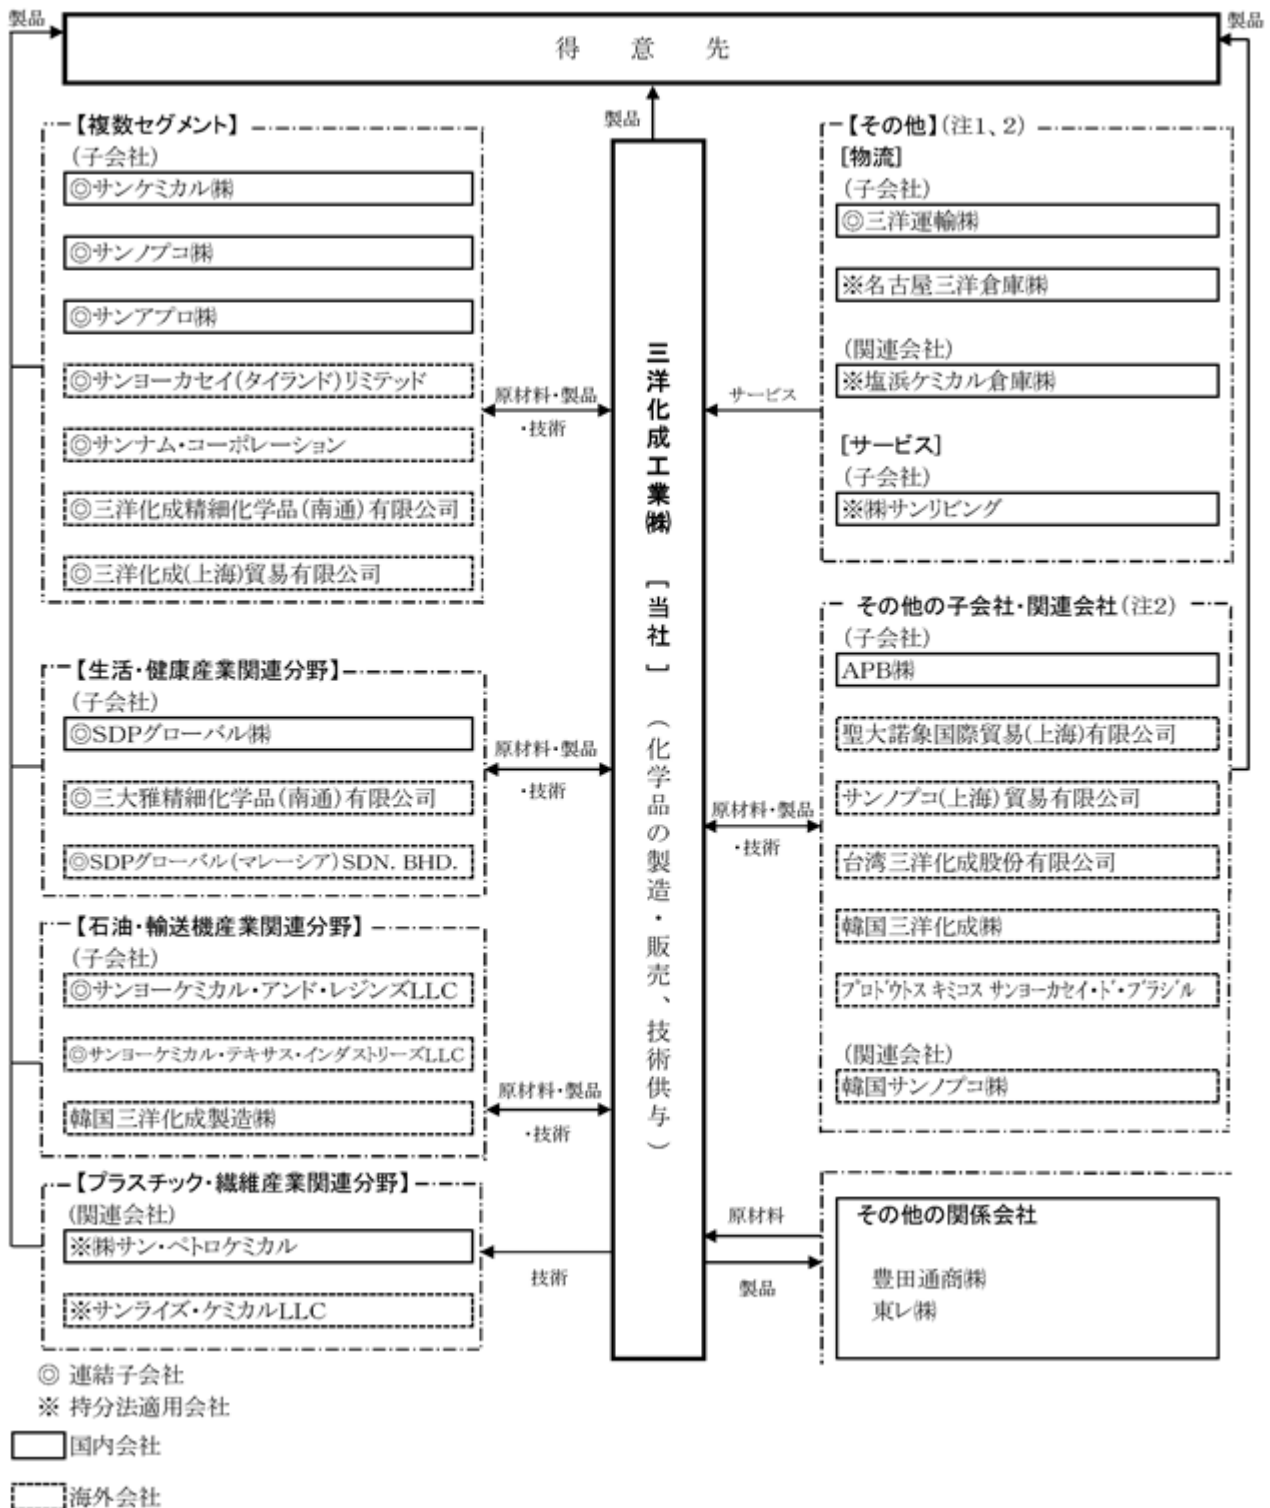 製品
製品
得意先
製品
【複数セグメント】
(子会社)
◎サンケミカル㈱
◎サンノプコ㈱
◎サンアプロ㈱
◎サンヨーカセイ(タイランド)リミテッド
◎サンナム・コーポレーション
◎三洋化成精細化学品(南通)有限公司
◎三洋化成(上海)貿易有限公司
原材料・製品
・技術
【生活・健康産業関連分野】
(子会社)
◎SDPグローバル㈱
◎三大雅精細化学品(南通)有限公司
◎SDPグローバル(マレーシア)SDN. BHD.
原材料・製品
・技術
【石油・輸送機産業関連分野】
(子会社)
◎サンヨーケミカル・アンド・レジンズLLC
◎サンヨーケミカル・テキサス・インダストリーズLLC
韓国三洋化成製造㈱
原材料・製品
・技術
【プラスチック・繊維産業関連分野】
(関連会社)
※㈱サン・ペトロケミカル
※サンライズ・ケミカルLLC
技術
三洋化成工業㈱ [当社] (化学品の製造・販売、技術供与)
【その他】(注1、2)
[物流]
(子会社)
◎三洋運輸㈱
※名古屋三洋倉庫㈱
(関連会社)
※塩浜ケミカル倉庫㈱
[サービス]
(子会社)
※㈱サンリビング
サービス
その他の子会社・関連会社(注2)
(子会社)
APB㈱
聖大諾象国際貿易(上海)有限公司
サンノプコ(上海)貿易有限公司
台湾三洋化成股份有限公司
韓国三洋化成㈱
プロドウトス キミコス サンヨーカセイ・ド・ブラジル
(関連会社)
韓国サンノプコ㈱
原材料・製品
・技術
その他の関係会社
豊田通商㈱
東レ㈱
原材料
製品
◎ 連結子会社
※ 持分法適用会社
国内会社
海外会社